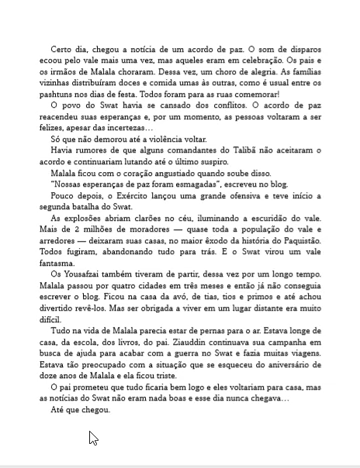 Certo dia, chegou a notícia de um acordo de paz. O som de disparos
ecoou pelo vale mais uma vez, mas aqueles eram em celebração. Os pais e
os irmãos de Malala choraram. Dessa vez, um choro de alegria. As famílias
vizinhas distribuíram doces e comida umas às outras, como é usual entre os
pashtuns nos dias de festa. Todos foram para as ruas comemorar!
O povo do Swat havia se cansado dos conflitos. O acordo de paz
reacendeu suas esperanças e, por um momento, as pessoas voltaram a ser
felizes, apesar das incertezas…
Só que não demorou até a violência voltar.
Havia rumores de que alguns comandantes do Talibã não aceitaram o
acordo e continuariam lutando até o último suspiro.
Malala ficou com o coração angustiado quando soube disso.
“Nossas esperanças de paz foram esmagadas”, escreveu no blog.
Pouco depois, o Exército lançou uma grande ofensiva e teve início a
segunda batalha do Swat.
As explosões abriam clarões no céu, iluminando a escuridão do vale.
Mais de 2 milhões de moradores — quase toda a população do vale e
arredores — deixaram suas casas, no maior êxodo da história do Paquistão.
Todos fugiram, abandonando tudo para trás. E o Swat virou um vale
fantasma.
Os Yousafzai também tiveram de partir, dessa vez por um longo tempo.
Malala passou por quatro cidades em três meses e então já não conseguia
escrever o blog. Ficou na casa da avó, de tias, tios e primos e até achou
divertido revê-los. Mas ser obrigada a viver em um lugar distante era muito
difícil.
Tudo na vida de Malala parecia estar de pernas para o ar. Estava longe de
casa, da escola, dos livros, do pai. Ziauddin continuava sua campanha em
busca de ajuda para acabar com a guerra no Swat e fazia muitas viagens.
Estava tão preocupado com a situação que se esqueceu do aniversário de
doze anos de Malala e ela ficou triste.
O pai prometeu que tudo ficaria bem logo e eles voltariam para casa, mas
as notícias do Swat não eram nada boas e esse dia nunca chegava…
Até que chegou.